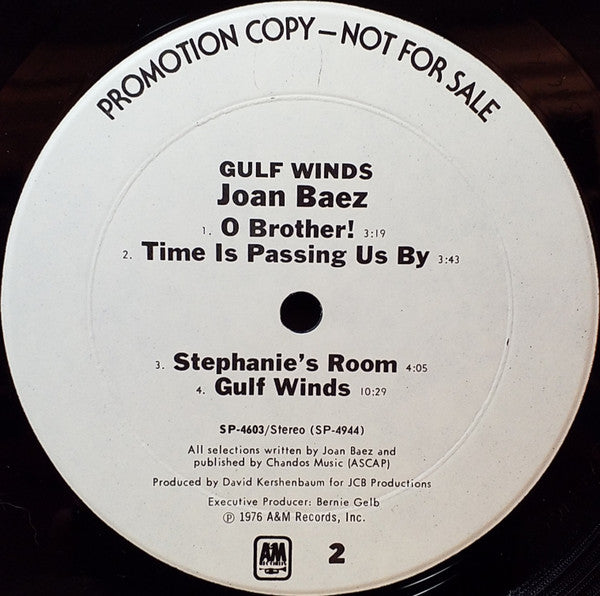 PROMOTION COPY—NOT FOR SALE
GULF WINDS
Joan Baez
1. O Brother! 3:19
2. Time Is Passing Us By 3:43
3. Stephanie's Room 4:05
4. Gulf Winds 10:29
SP-4603/Stereo (SP-4944)
All selections written by Joan Baez and
published by Chandos Music (ASCAP)
Produced by David Kershenbaum for JCB Productions
Executive Producer: Bernie Gelb
℗ 1976 A&M Records, Inc.
A&M RECORDS 2